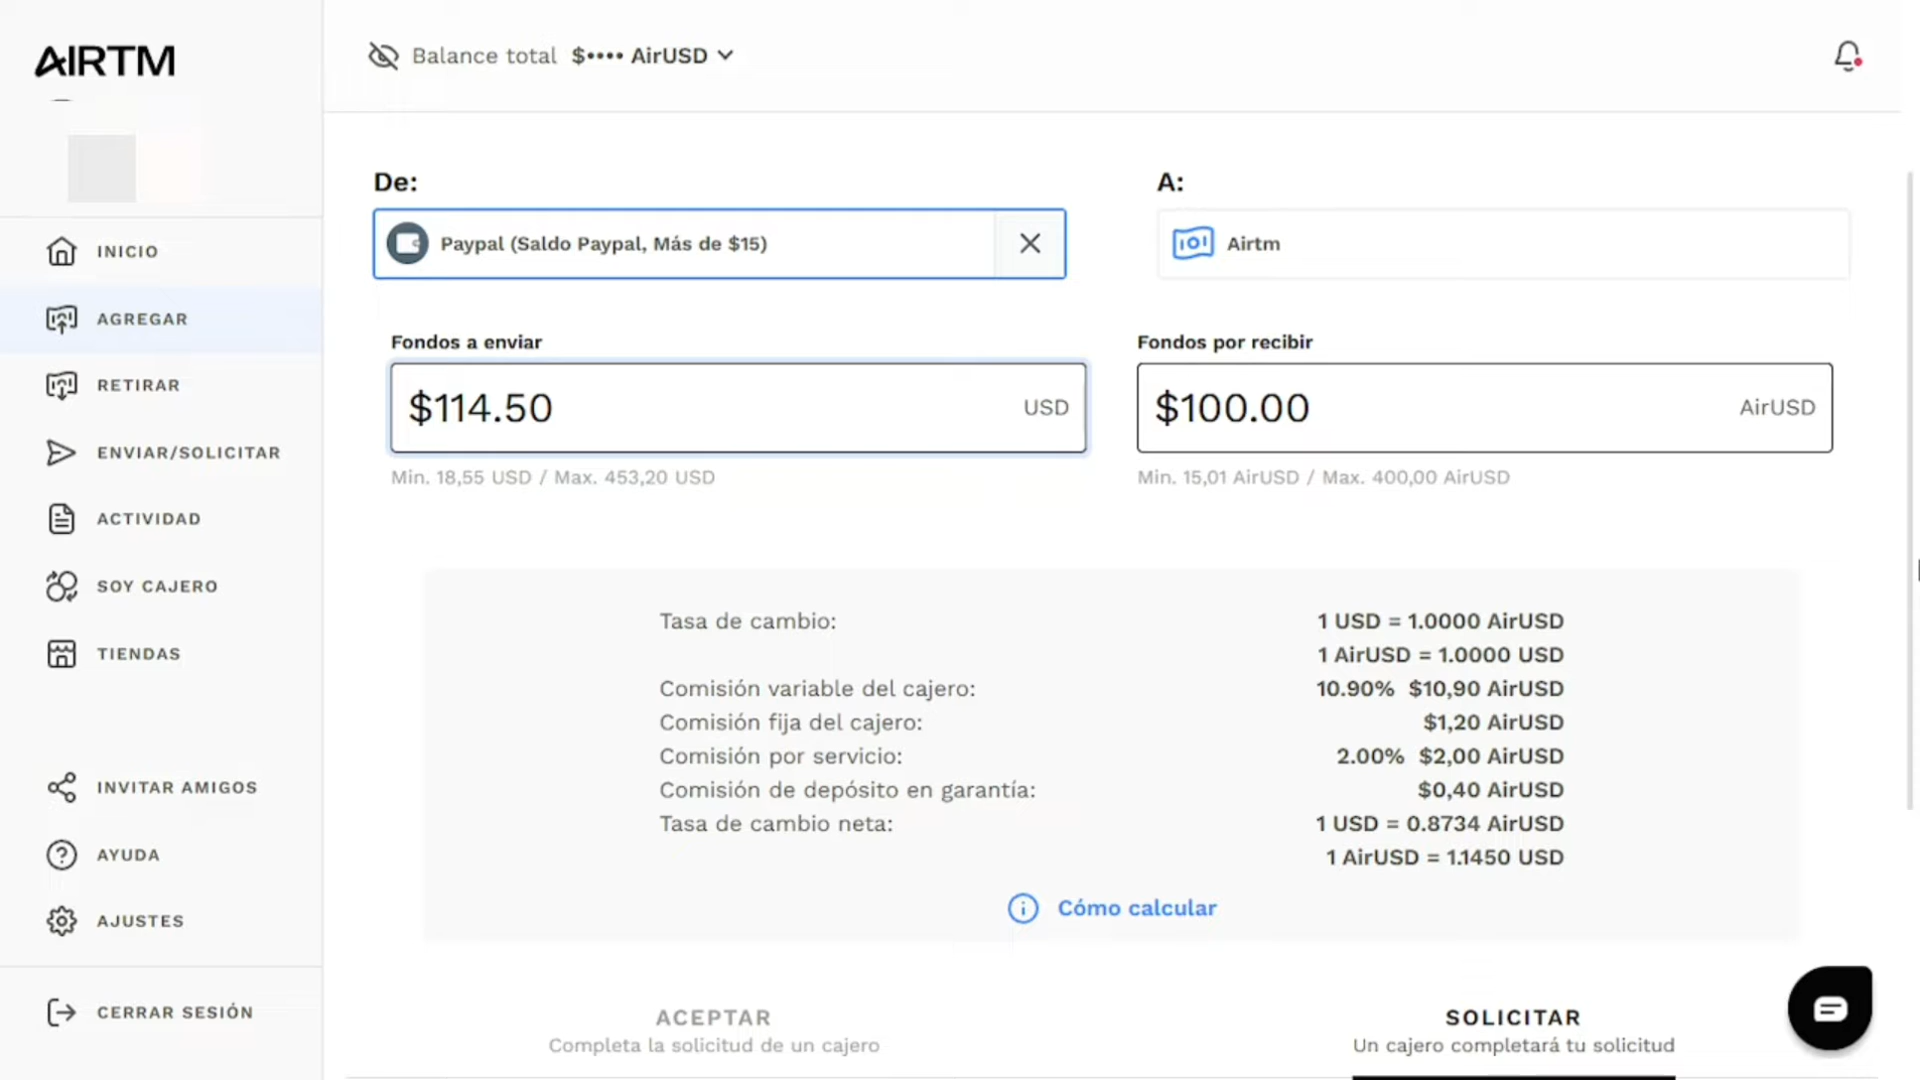 AIRTM
Balance total $•••• AirUSD
INICIO
AGREGAR
RETIRAR
ENVIAR/SOLICITAR
ACTIVIDAD
SOY CAJERO
TIENDAS
INVITAR AMIGOS
AYUDA
AJUSTES
CERRAR SESIÓN
De:
Paypal (Saldo Paypal, Más de $15)
A:
Airtm
Fondos a enviar
$114.50 USD
Min. 18,55 USD / Max. 453,20 USD
Fondos por recibir
$100.00 AirUSD
Min. 15,01 AirUSD / Max. 400,00 AirUSD
Tasa de cambio: 1 USD = 1.0000 AirUSD
1 AirUSD = 1.0000 USD
Comisión variable del cajero: 10.90% $10,90 AirUSD
Comisión fija del cajero: $1,20 AirUSD
Comisión por servicio: 2.00% $2,00 AirUSD
Comisión de depósito en garantía: $0,40 AirUSD
Tasa de cambio neta: 1 USD = 0.8734 AirUSD
1 AirUSD = 1.1450 USD
Cómo calcular
ACEPTAR
Completa la solicitud de un cajero
SOLICITAR
Un cajero completará tu solicitud